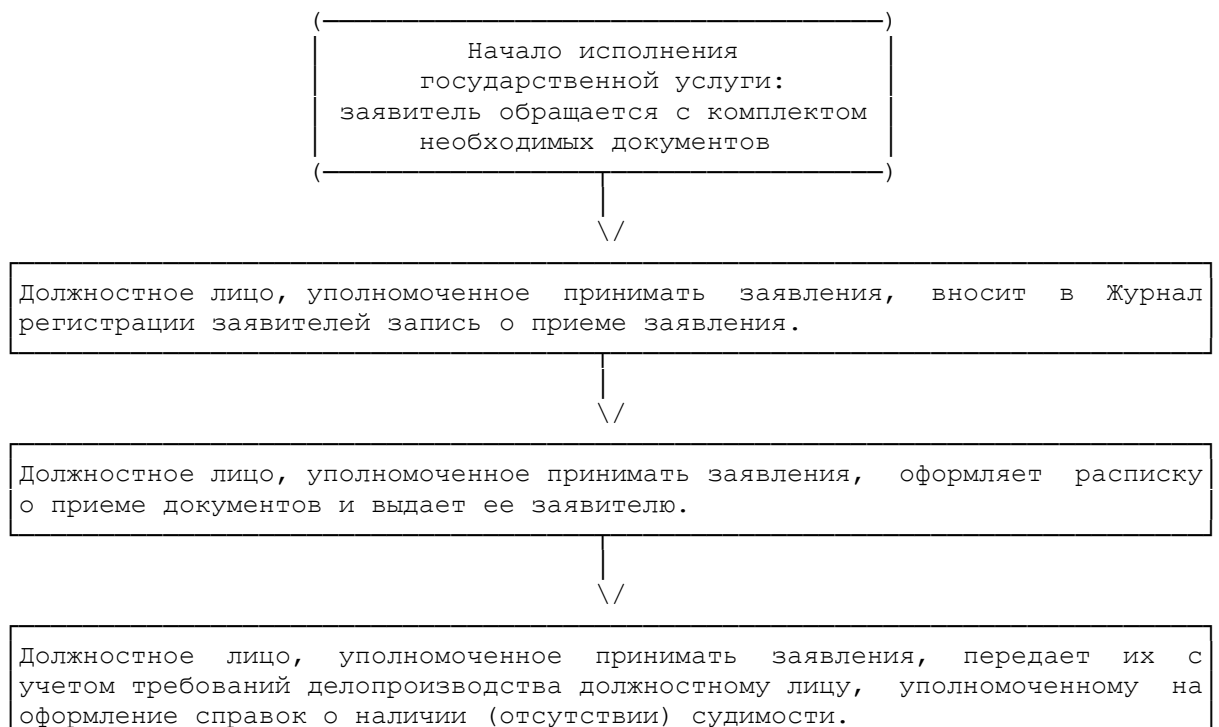 Начало исполнения
государственной услуги:
заявитель обращается с комплектом
необходимых документов
Должностное лицо, уполномоченное принимать заявления, вносит в Журнал
регистрации заявителей запись о приеме заявления.
Должностное лицо, уполномоченное принимать заявления, оформляет расписку
о приеме документов и выдает ее заявителю.
Должностное лицо, уполномоченное принимать заявления, передает их с
учетом требований делопроизводства должностному лицу, уполномоченному на
оформление справок о наличии (отсутствии) судимости.